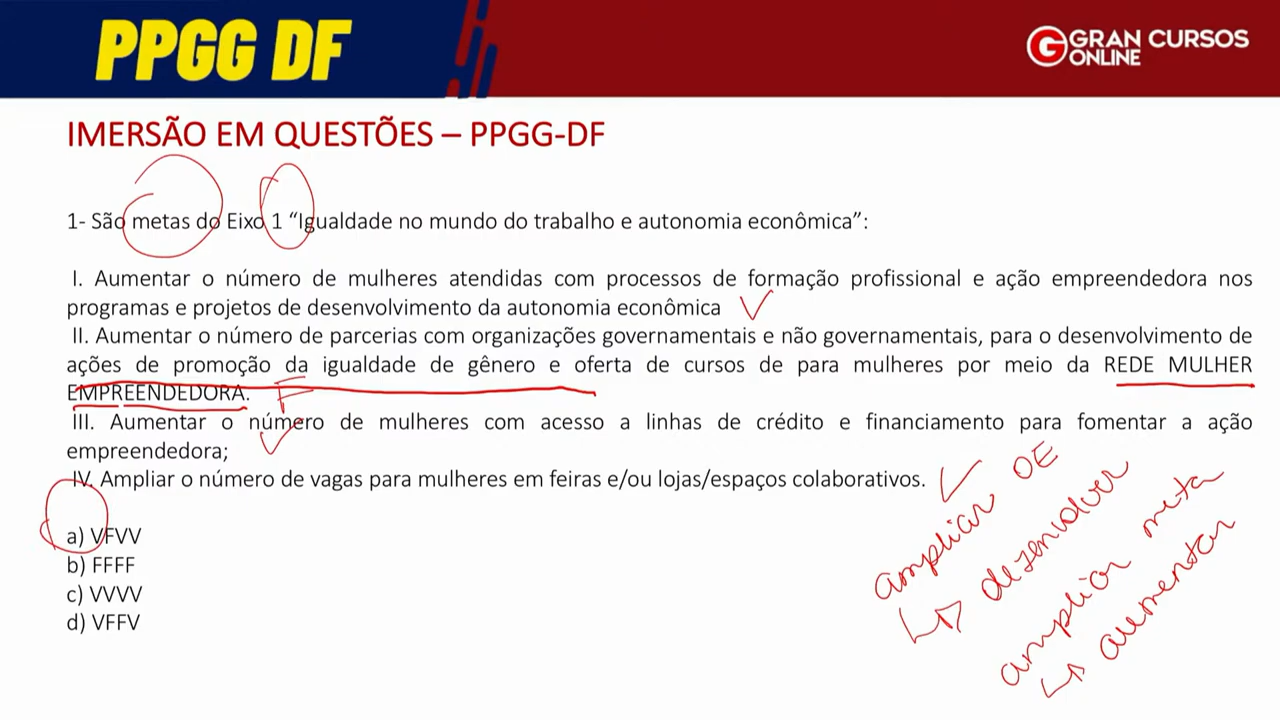 PPGG DF
GRAN CURSOS
ONLINE
IMERSÃO EM QUESTÕES – PPGG-DF
1- São metas do Eixo 1 “Igualdade no mundo do trabalho e autonomia econômica”:
I. Aumentar o número de mulheres atendidas com processos de formação profissional e ação empreendedora nos
programas e projetos de desenvolvimento da autonomia econômica
II. Aumentar o número de parcerias com organizações governamentais e não governamentais, para o desenvolvimento de
ações de promoção da igualdade de gênero e oferta de cursos de para mulheres por meio da REDE MULHER
EMPREENDEDORA. F
III. Aumentar o número de mulheres com acesso a linhas de crédito e financiamento para fomentar a ação
empreendedora;
IV. Ampliar o número de vagas para mulheres em feiras e/ou lojas/espaços colaborativos.
a) VFVV
b) FFFF
c) VVVV
d) VFFV
ampliar OE
↳ desenvolver
ampliar meta
↳ aumentar